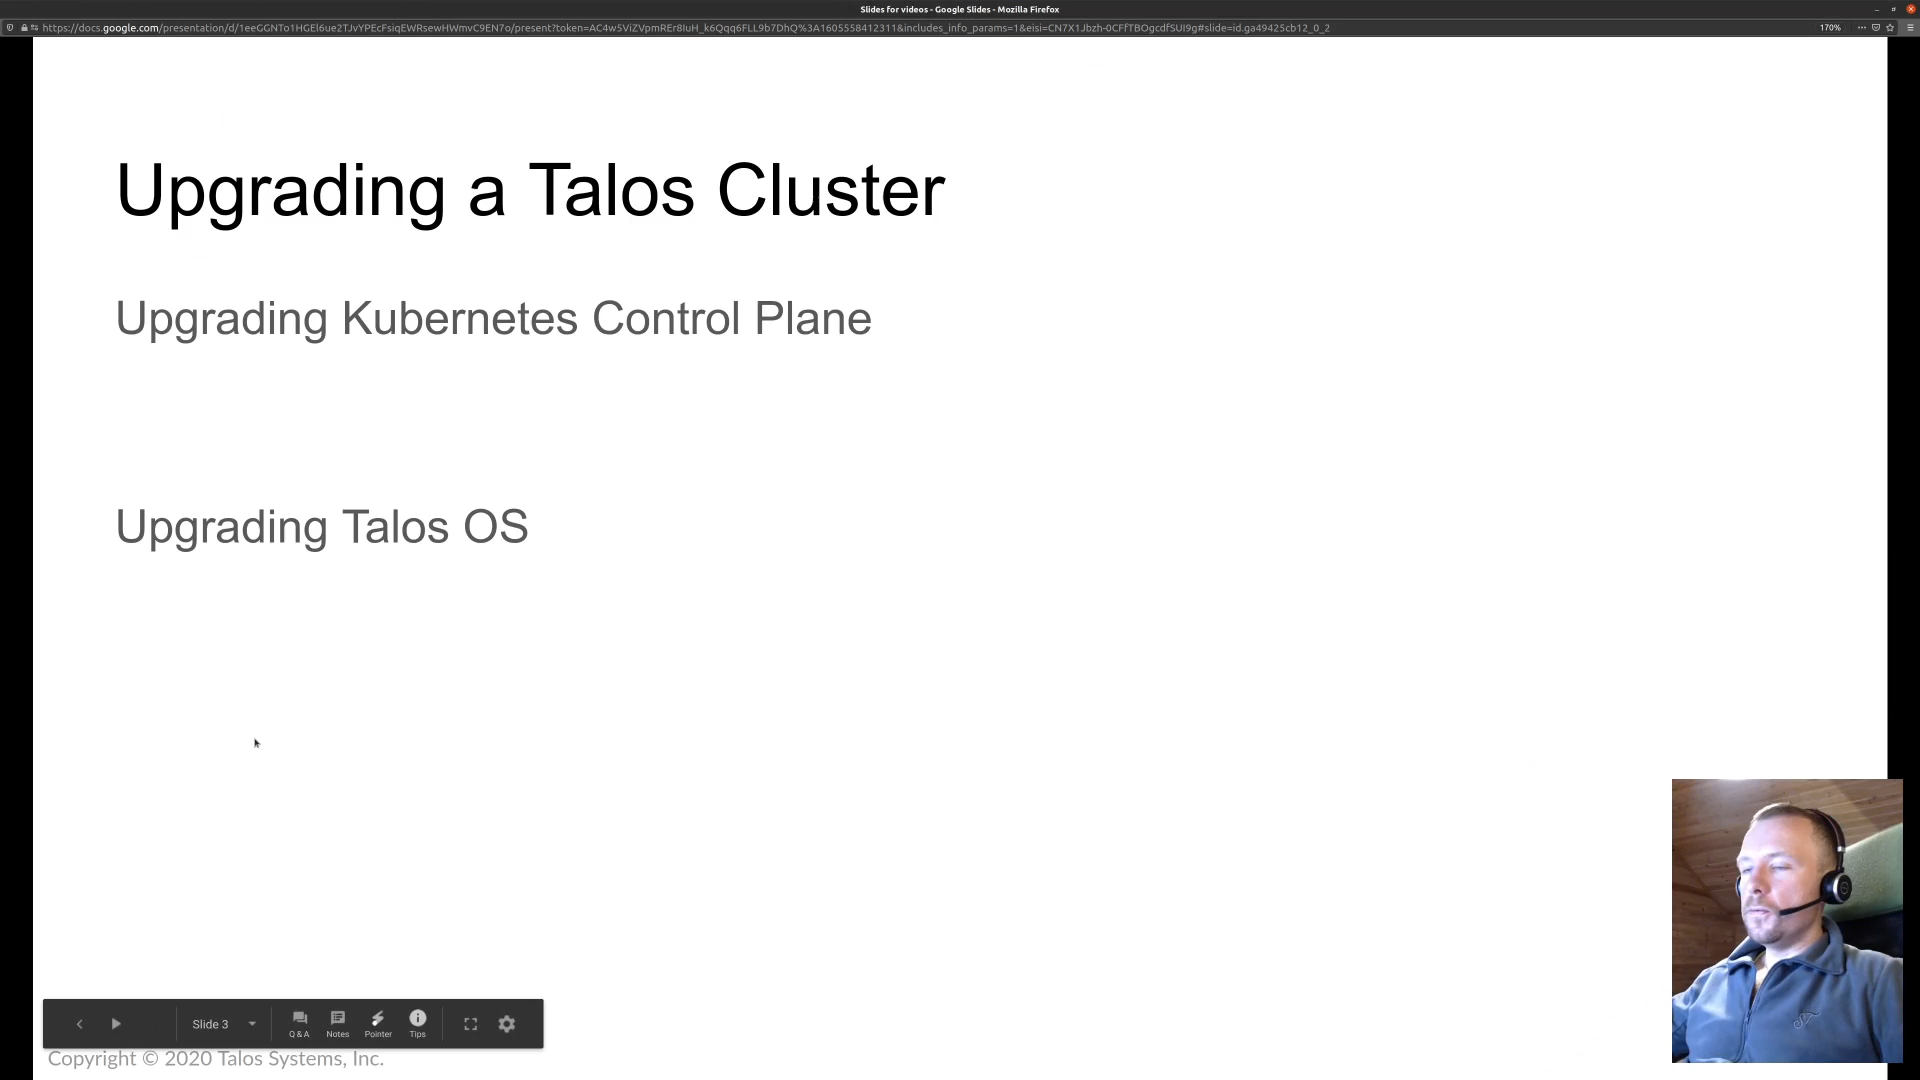 Slides for videos - Google Slides - Mozilla Firefox
170%
Upgrading a Talos Cluster
Upgrading Kubernetes Control Plane
Upgrading Talos OS
Slide 3
Q & A
Notes
Pointer
Tips
Copyright © 2020 Talos Systems, Inc.